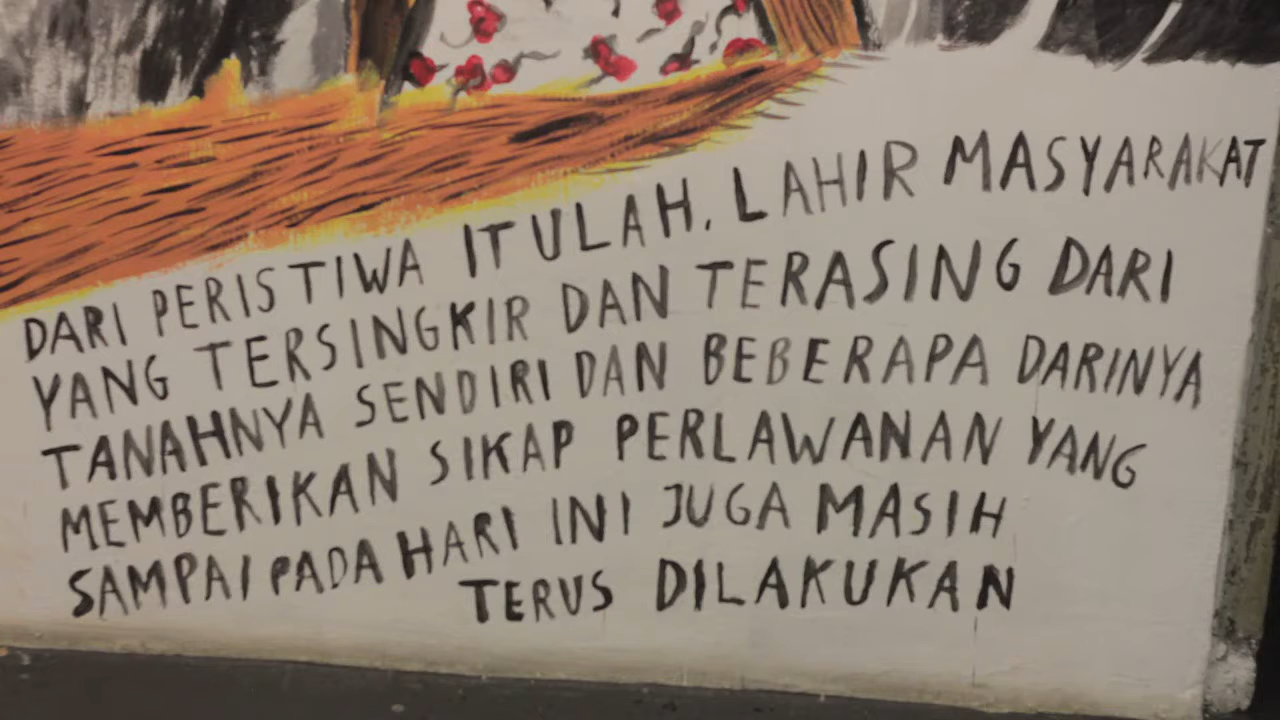 DARI PERISTIWA ITULAH, LAHIR MASYARAKAT
YANG TERSINGKIR DAN TERASING DARI
TANAHNYA SENDIRI DAN BEBERAPA DARINYA
MEMBERIKAN SIKAP PERLAWANAN YANG
SAMPAI PADA HARI INI JUGA MASIH
TERUS DILAKUKAN